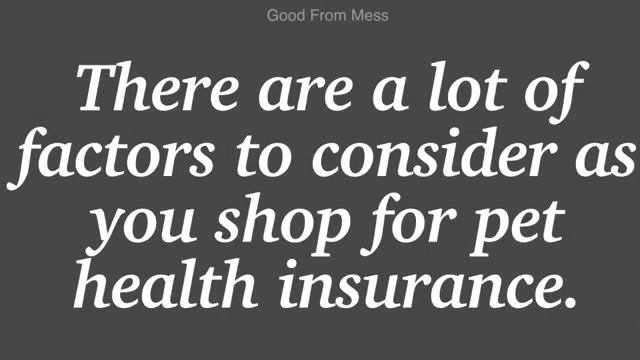 Good From Mess
There are a lot of
factors to consider as
you shop for pet
health insurance.